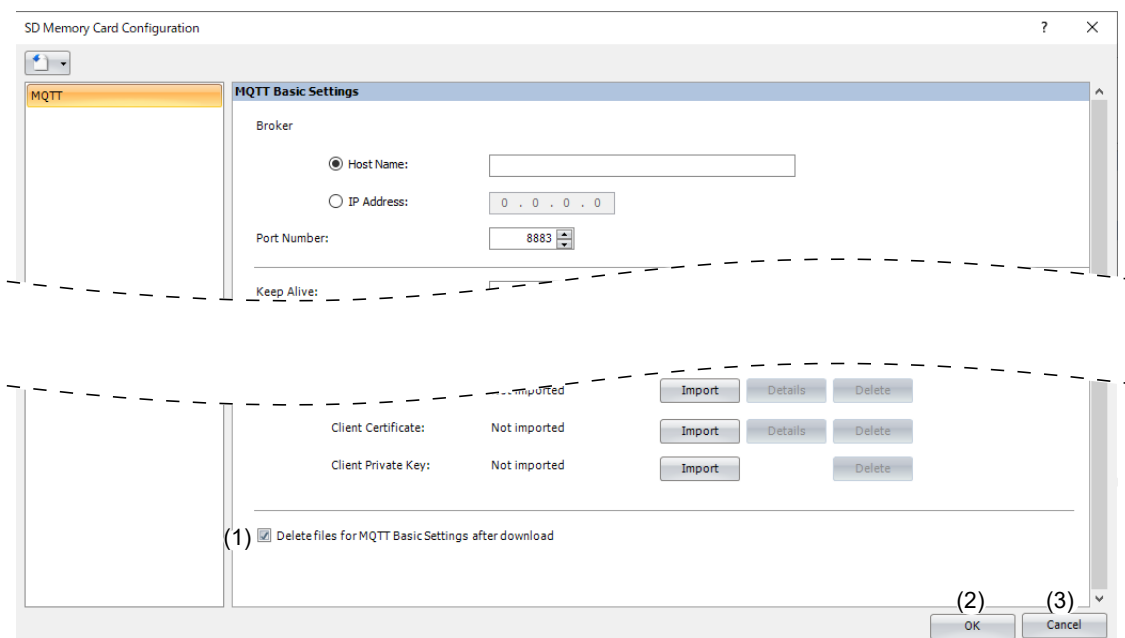 SD Memory Card Configuration ? ×
MQTT
MQTT Basic Settings
Broker
Host Name:
IP Address: 0 . 0 . 0 . 0
Port Number: 8883
Keep Alive:
imported Import Details Delete
Client Certificate: Not imported Import Details Delete
Client Private Key: Not imported Import Delete
(1) Delete files for MQTT Basic Settings after download
(2) (3)
OK Cancel